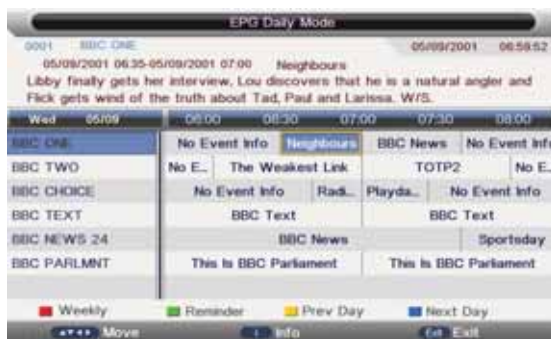 EPG Daily Mode
0001 BBC ONE 05/09/2001 06:59:52
05/09/2001 06:35-05/09/2001 07:00 Neighbours
Libby finally gets her interview, Lou discovers that he is a natural angler and
Flick gets wind of the truth about Tad, Paul and Larissa. W/S.
Wed 05/09 06:00 06:30 07:00 07:30 08:00
BBC ONE No Event Info Neighbours BBC News No Event Info
BBC TWO No E... The Weakest Link TOTP2 No E...
BBC CHOICE No Event Info Radi... Playda... No Event Info
BBC TEXT BBC Text BBC Text
BBC NEWS 24 BBC News Sportsday
BBC PARLMNT This Is BBC Parliament This Is BBC Parliament
Weekly Reminder Prev Day Next Day
Move i Info Exit Exit